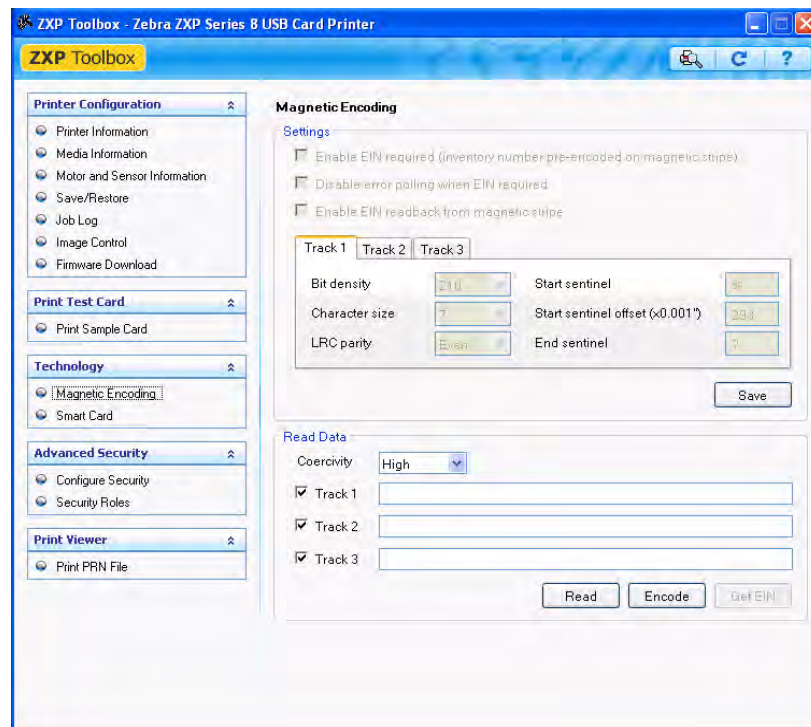 ZXP Toolbox - Zebra ZXP Series 8 USB Card Printer
ZXP Toolbox
Printer Configuration
Printer Information
Media Information
Motor and Sensor Information
Save/Restore
Job Log
Image Control
Firmware Download
Print Test Card
Print Sample Card
Technology
Magnetic Encoding
Smart Card
Advanced Security
Configure Security
Security Roles
Print Viewer
Print PRN File
Magnetic Encoding
Settings
Enable EIN required (inventory number pre-encoded on magnetic stripe)
Disable error polling when EIN required
Enable EIN readback from magnetic stripe
Track 1 Track 2 Track 3
Bit density 210 Start sentinel %
Character size 7 Start sentinel offset (x0.001")
LRC parity Even End sentinel ?
Save
Read Data
Coercivity High
Track 1
Track 2
Track 3
Read Encode Get EIN